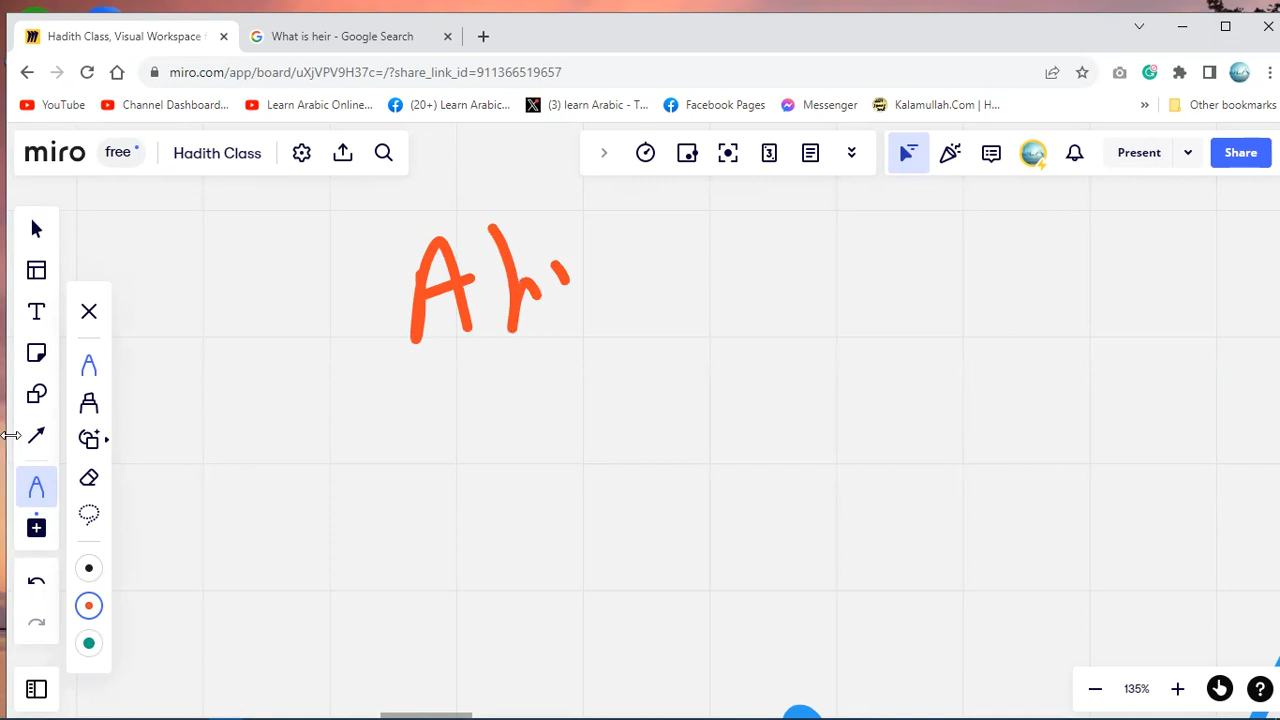 Hadith Class, Visual Workspace f
What is heir - Google Search
miro.com/app/board/uXjVPV9H37c=/?share_link_id=911366519657
YouTube Channel Dashboard... Learn Arabic Online... (20+) Learn Arabic... (3) learn Arabic - T... Facebook Pages Messenger Kalamullah.Com | H... » Other bookmarks
miro free Hadith Class 3 Present Share
T
135%